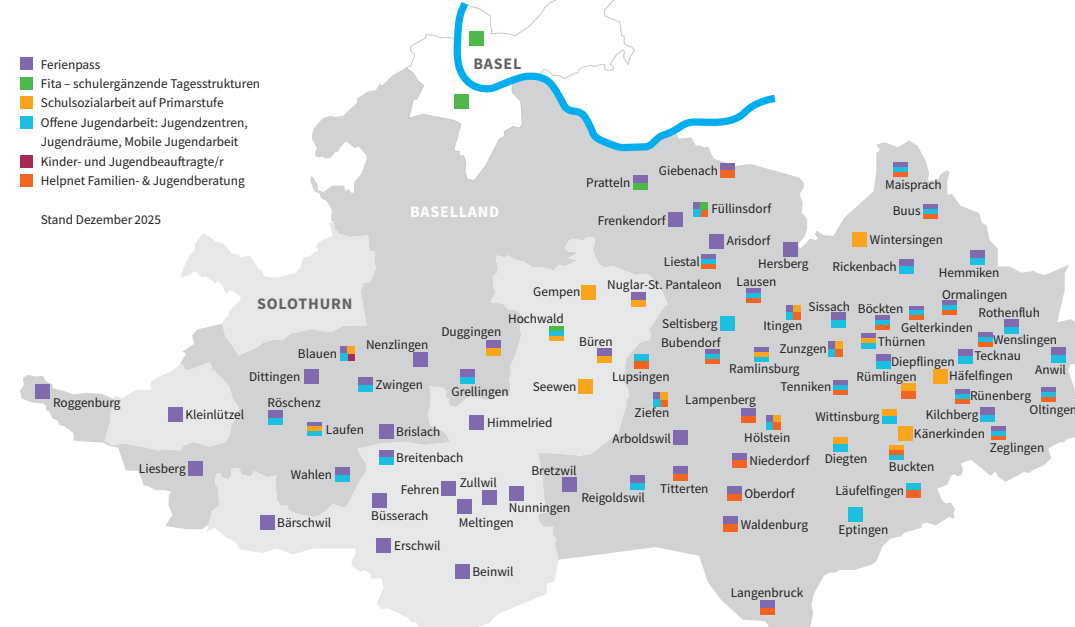 BASEL
Ferienpass
Fita – schulergänzende Tagesstrukturen
Schulsozialarbeit auf Primarstufe
Offene Jugendarbeit: Jugendzentren,
Jugendräume, Mobile Jugendarbeit
Kinder- und Jugendbeauftragte/r
Helpnet Familien- & Jugendberatung
Stand Dezember 2025
BASELLAND
SOLOTHURN
Giebenach
Pratteln
Maisprach
Füllinsdorf
Buus
Frenkendorf
Arisdorf
Wintersingen
Liestal
Hersberg
Rickenbach
Hemmiken
Gempen
Nuglar-St. Pantaleon
Lausen
Ormalingen
Hochwald
Sissach
Böckten
Rothenfluh
Seltisberg
Itingen
Gelterkinden
Duggingen
Büren
Bubendorf
Zunzgen
Thürnen
Wenslingen
Nenzlingen
Blauen
Ramlinsburg
Diepflingen
Tecknau
Anwil
Dittingen
Zwingen
Grellingen
Seewen
Lupsingen
Tenniken
Rümlingen
Häfelfingen
Roggenburg
Röschenz
Ziefen
Lampenberg
Rünenberg
Oltingen
Kleinlützel
Laufen
Brislach
Himmelried
Wittinsburg
Kilchberg
Arboldswil
Hölstein
Känerkinden
Zeglingen
Liesberg
Wahlen
Breitenbach
Bretzwil
Niederdorf
Diegten
Buckten
Fehren
Zullwil
Reigoldswil
Titterten
Oberdorf
Läufelfingen
Büsserach
Meltingen
Nunningen
Bärschwil
Waldenburg
Eptingen
Erschwil
Beinwil
Langenbruck